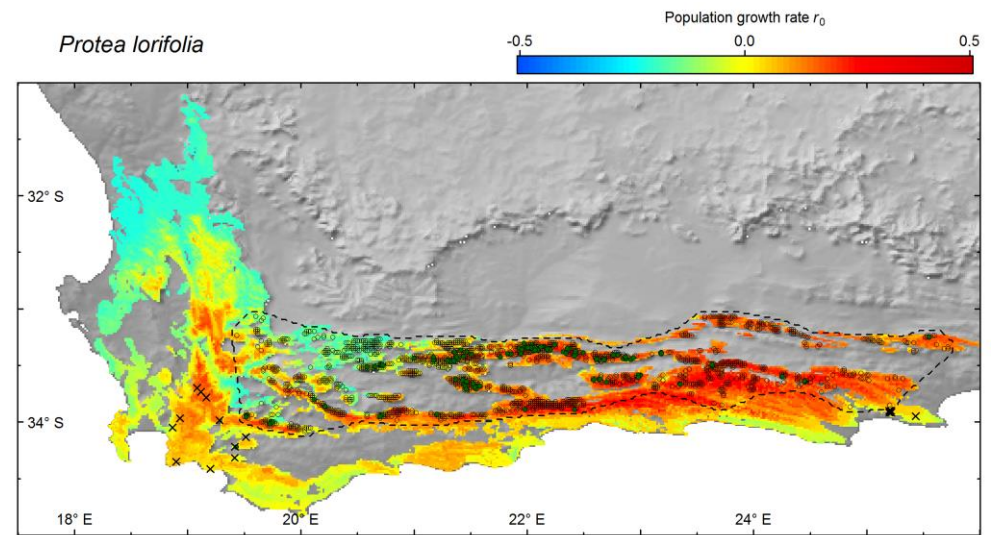 Population growth rate r0
Protea lorifolia
-0.5 0.0 0.5
32° S
34° S
18° E 20° E 22° E 24° E